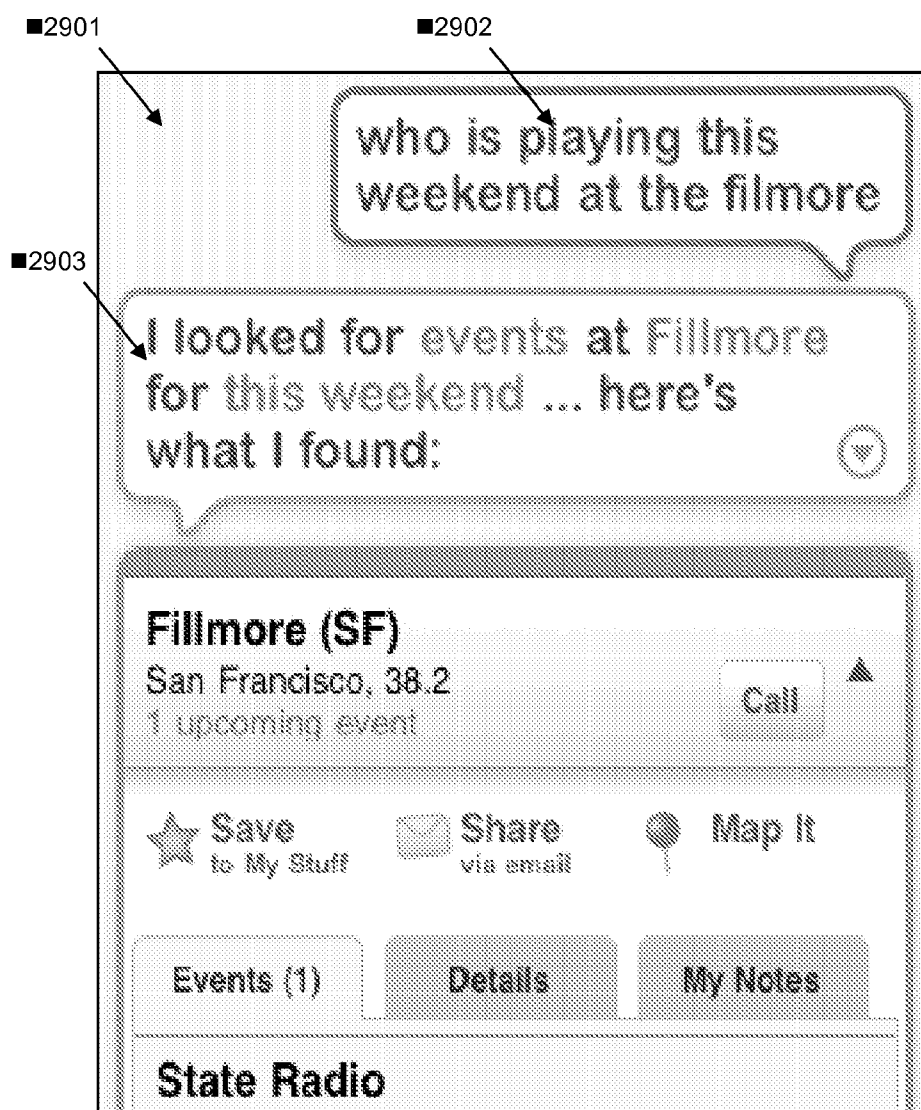 ■2901
■2902
who is playing this
weekend at the filmore
■2903
I looked for events at Fillmore
for this weekend ... here's
what I found:
Fillmore (SF)
San Francisco, 38.2
1 upcoming event
Call
Save
to My Stuff
Share
via email
Map It
Events (1)
Details
My Notes
State Radio